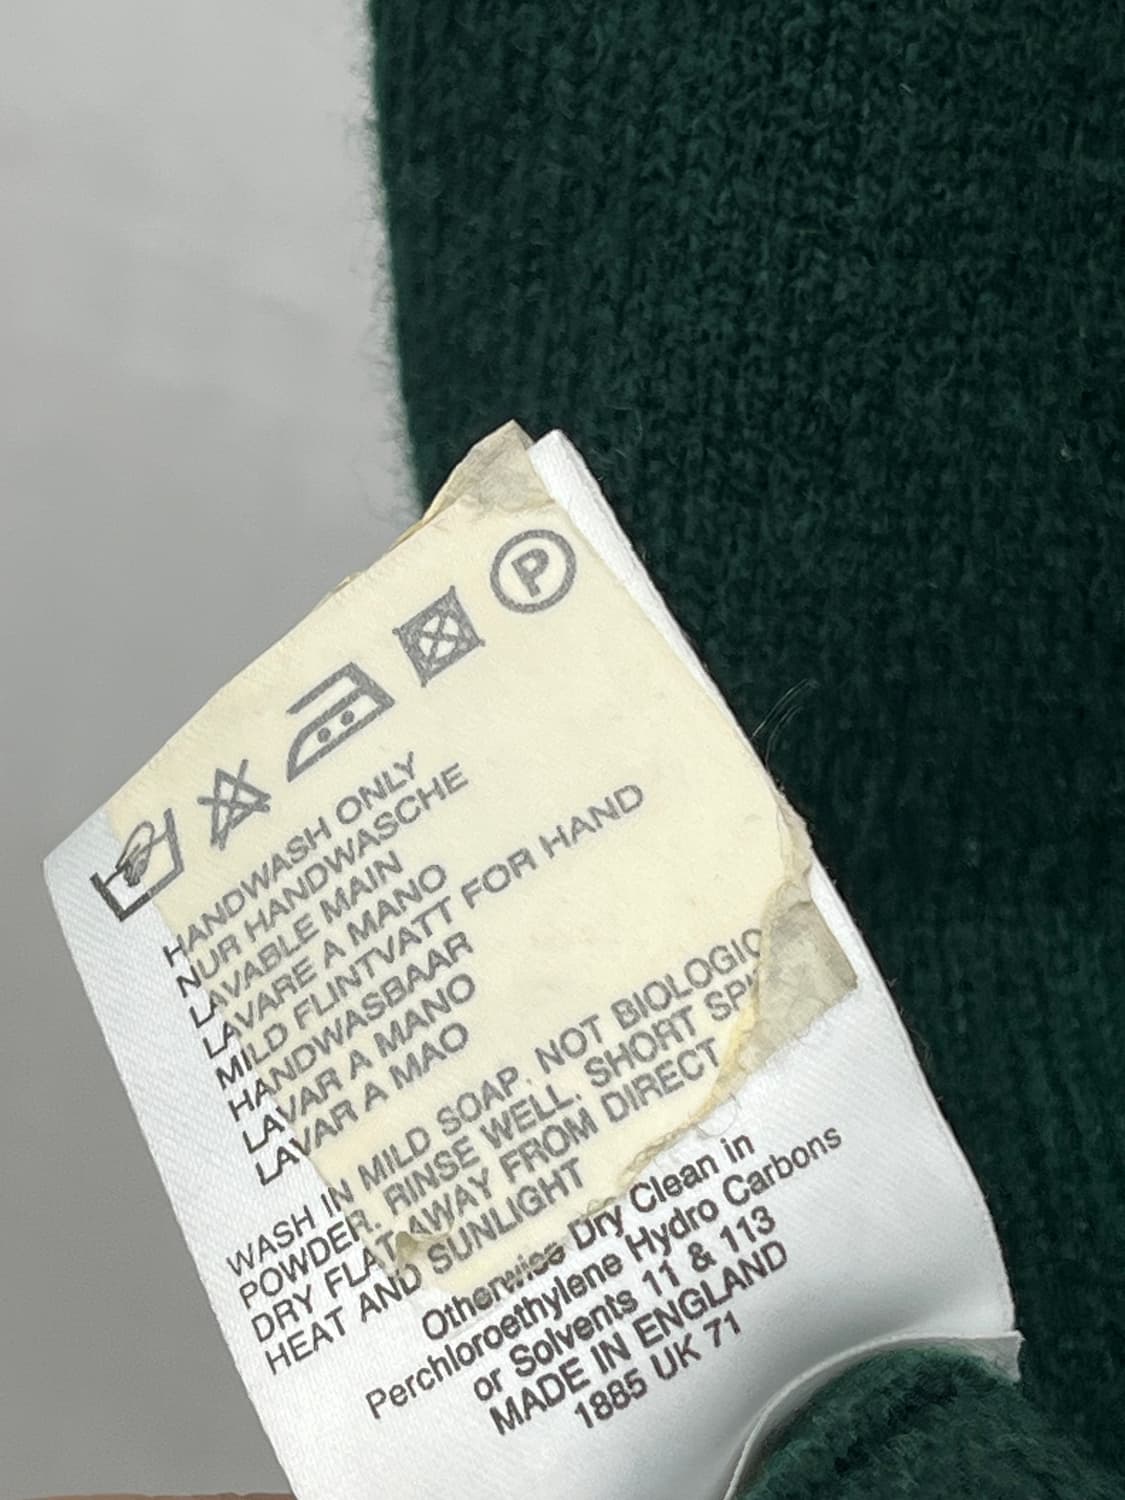 P
HANDWASH ONLY
NUR HANDWASCHE
LAVABLE MAIN
LAVARE A MANO
MILD FLINTVATT FOR HAND
HANDWASBAAR
LAVAR A MANO
LAVAR A MAO
WASH IN MILD SOAP. NOT BIOLOGIC
POWDER. RINSE WELL. SHORT
DRY FLAT AWAY FROM DIRECT
HEAT AND SUNLIGHT
Otherwise Dry Clean in
Perchloroethylene Hydro Carbons
or Solvents 11 & 113
MADE IN ENGLAND
1885 UK 71